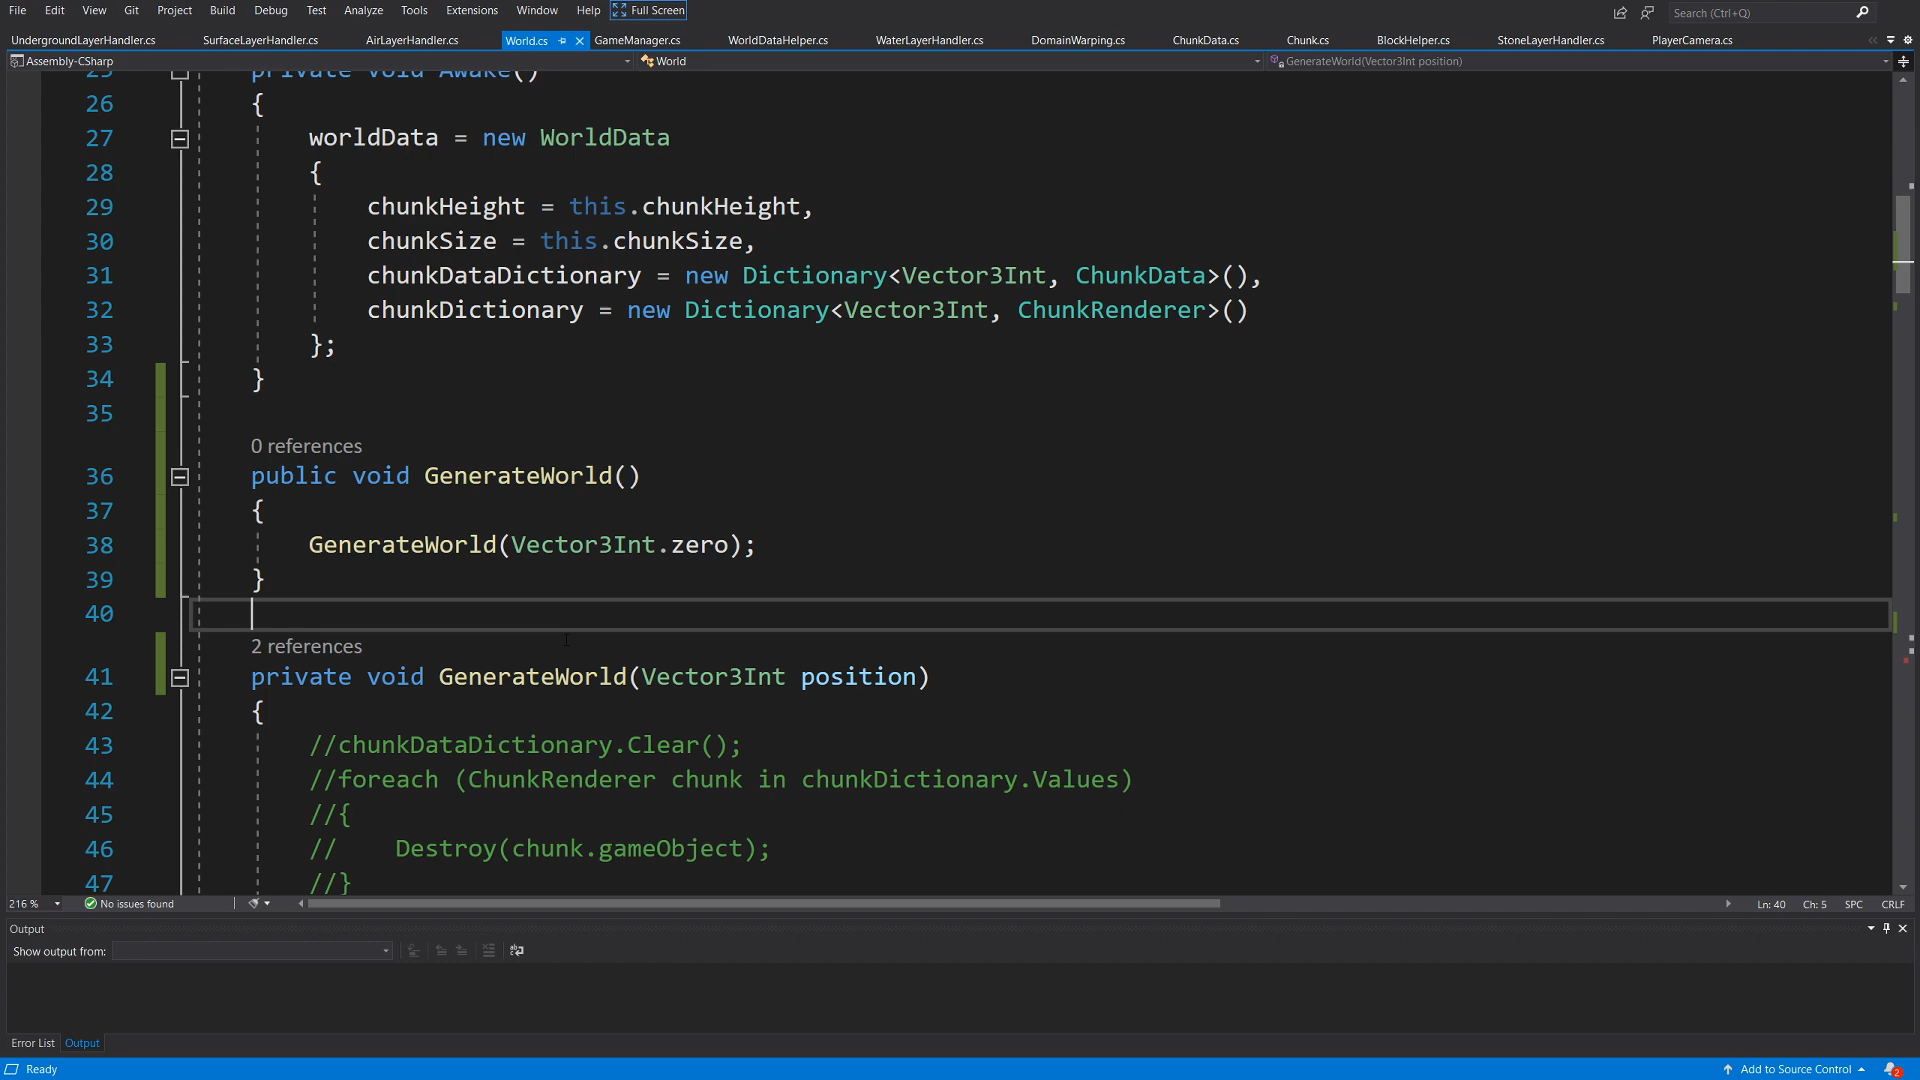 File Edit View Git Project Build Debug Test Analyze Tools Extensions Window Help Full Screen Search (Ctrl+Q)
UndergroundLayerHandler.cs SurfaceLayerHandler.cs AirLayerHandler.cs World.cs GameManager.cs WorldDataHelper.cs WaterLayerHandler.cs DomainWarping.cs ChunkData.cs Chunk.cs BlockHelper.cs StoneLayerHandler.cs PlayerCamera.cs
Assembly-CSharp World GenerateWorld(Vector3Int position)
25 private void Awake()
26 {
27 worldData = new WorldData
28 {
29 chunkHeight = this.chunkHeight,
30 chunkSize = this.chunkSize,
31 chunkDataDictionary = new Dictionary<Vector3Int, ChunkData>(),
32 chunkDictionary = new Dictionary<Vector3Int, ChunkRenderer>()
33 };
34 }
35
0 references
36 public void GenerateWorld()
37 {
38 GenerateWorld(Vector3Int.zero);
39 }
40
2 references
41 private void GenerateWorld(Vector3Int position)
42 {
43 //chunkDataDictionary.Clear();
44 //foreach (ChunkRenderer chunk in chunkDictionary.Values)
45 //{
46 // Destroy(chunk.gameObject);
47 //}
216 % No issues found Ln: 40 Ch: 5 SPC CRLF
Output
Show output from:
Error List Output
Ready Add to Source Control 2